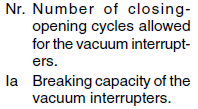 Nr. Number of closing-
opening cycles allowed
for the vacuum interrupt-
ers.
Ia Breaking capacity of the
vacuum interrupters.